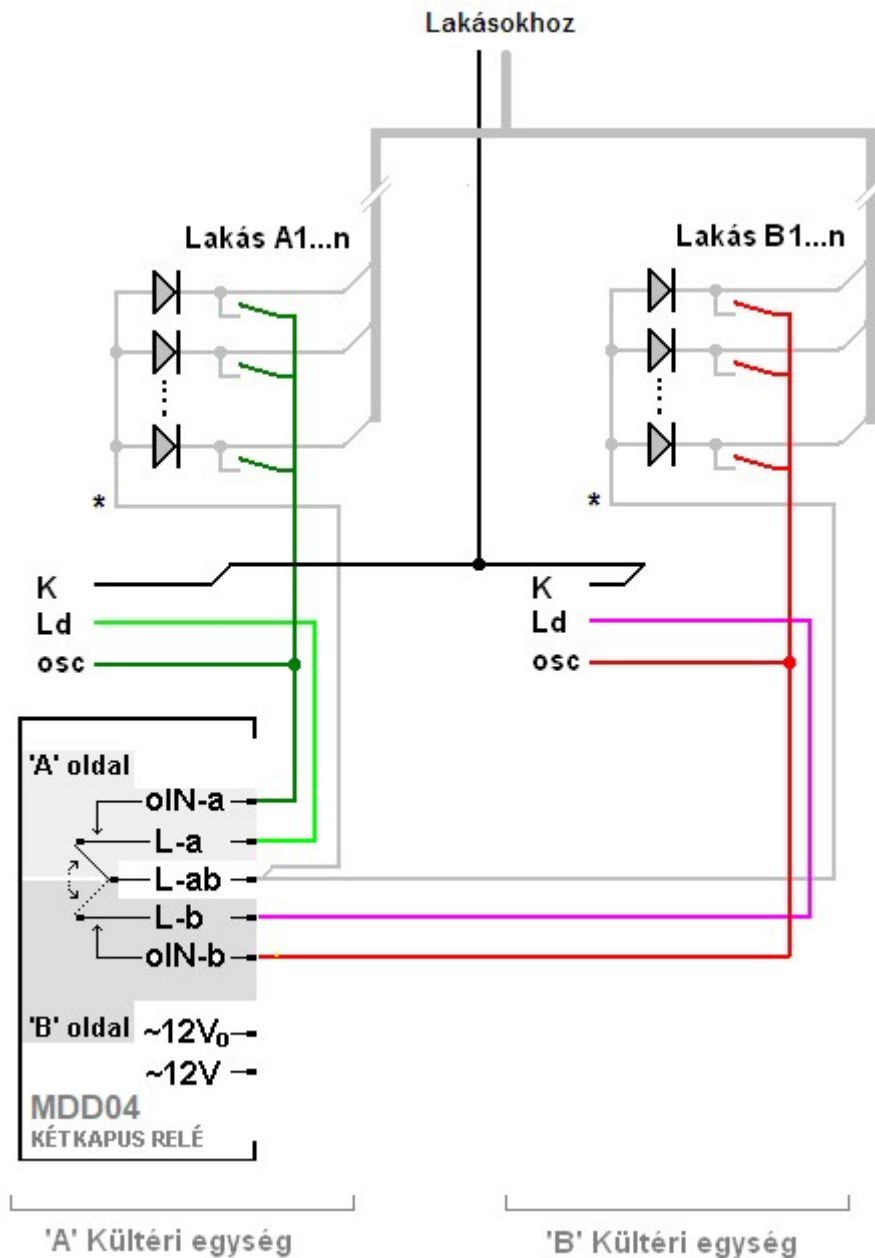 Lakásokhoz
Lakás A1...n
Lakás B1...n
*
*
K
Ld
osc
K
Ld
osc
'A' oldal
oIN-a
L-a
L-ab
L-b
oIN-b
'B' oldal
~12V₀
~12V
MDD04
KÉTKAPUS RELÉ
'A' Kültéri egység
'B' Kültéri egység